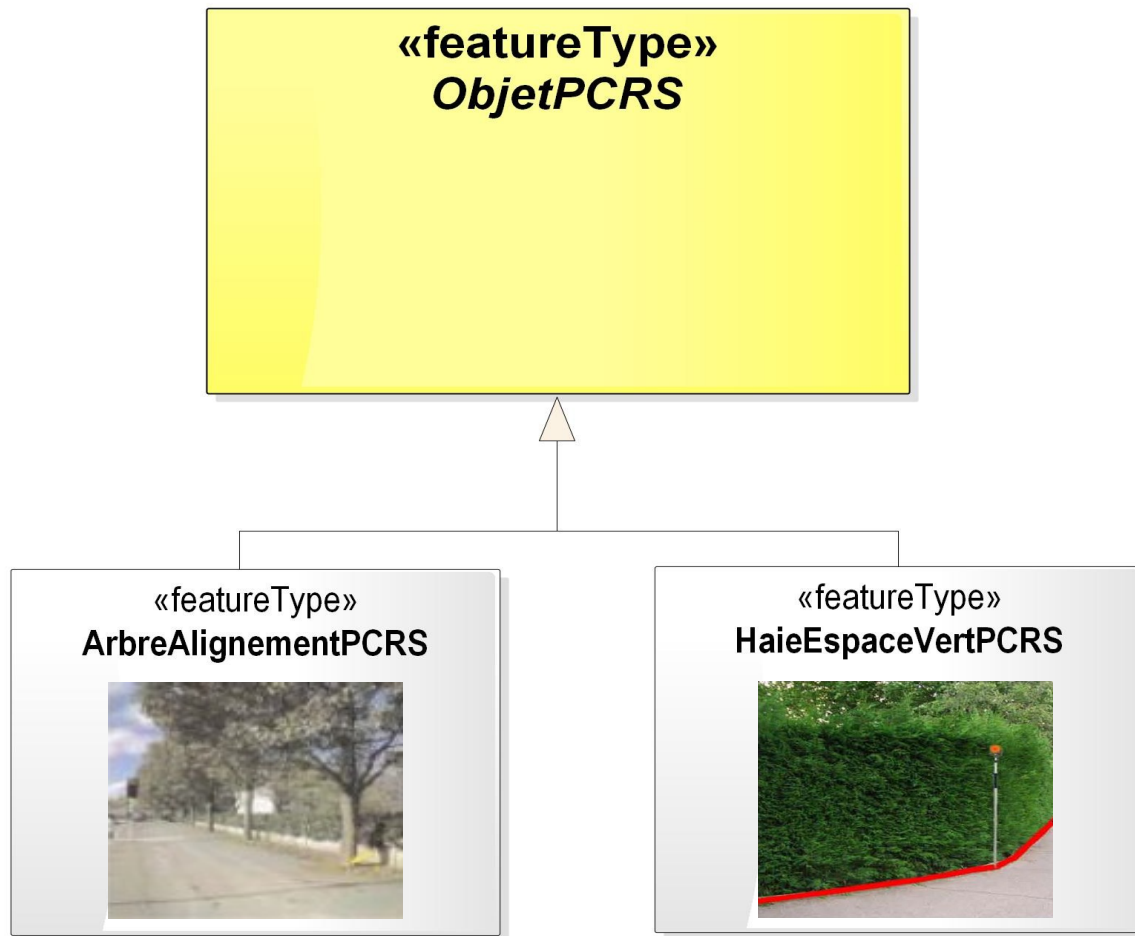 «featureType»
ObjetPCRS
«featureType»
ArbreAlignementPCRS
«featureType»
HaieEspaceVertPCRS